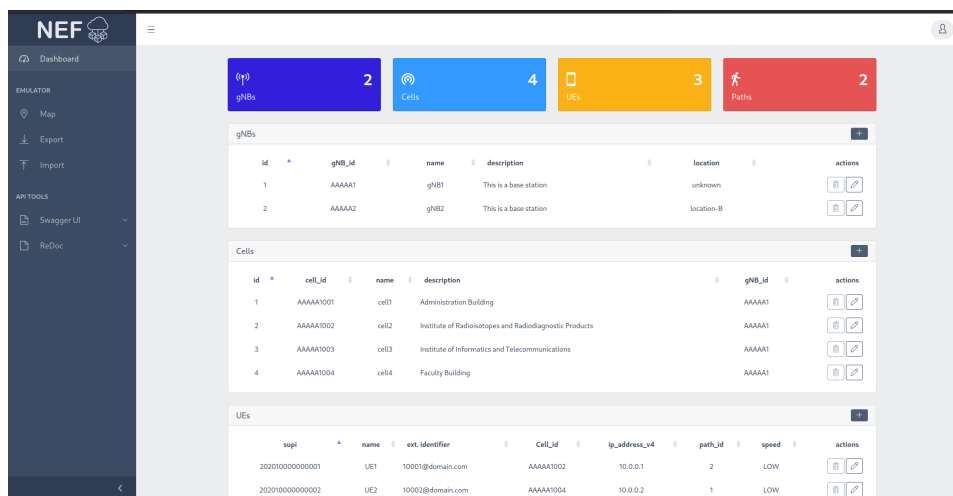 NEF
Dashboard
EMULATOR
Map
Export
Import
API TOOLS
Swagger UI
ReDoc
2
gNBs
4
Cells
3
UEs
2
Paths
gNBs
id gNB_id name description location actions
1 AAAAA1 gNB1 This is a base station unknown
2 AAAAA2 gNB2 This is a base station location-B
Cells
id cell_id name description gNB_id actions
1 AAAAA1001 cell1 Administration Building AAAAA1
2 AAAAA1002 cell2 Institute of Radioisotopes and Radiodiagnostic Products AAAAA1
3 AAAAA1003 cell3 Institute of Informatics and Telecommunications AAAAA1
4 AAAAA1004 cell4 Faculty Building AAAAA1
UEs
supi name ext. identifier Cell_id ip_address_v4 path_id speed actions
202010000000001 UE1 10001@domain.com AAAAA1002 10.0.0.1 2 LOW
202010000000002 UE2 10002@domain.com AAAAA1004 10.0.0.2 1 LOW